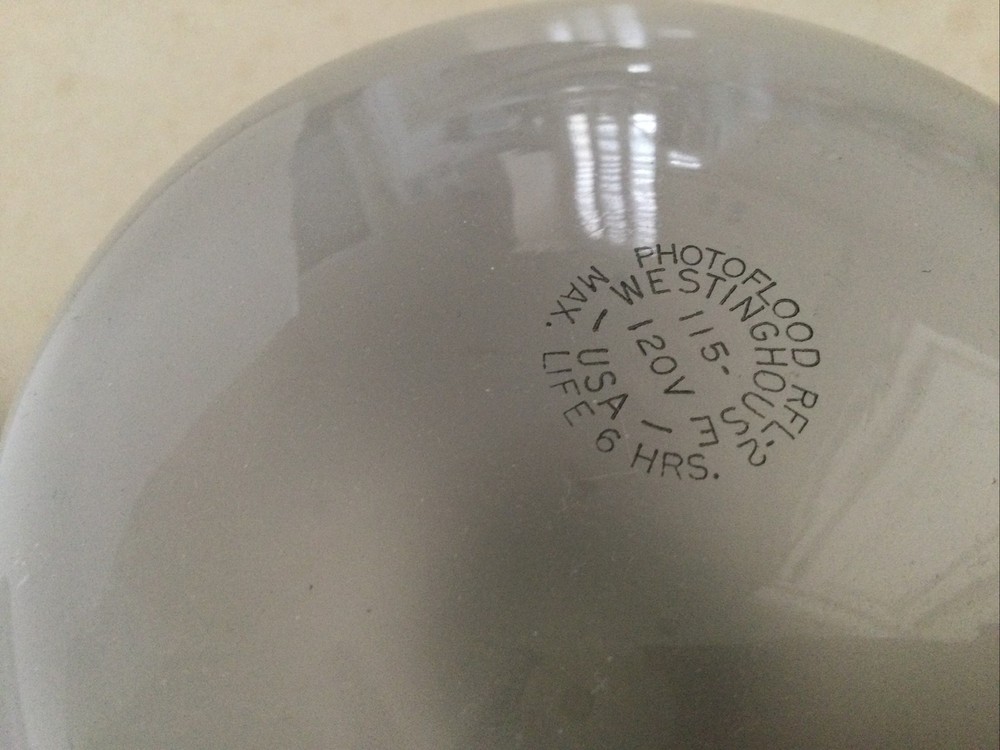 PHOTOFLOOD RFL-2
WESTINGHOUSE
115-
120V
- USA -
MAX. LIFE 6 HRS.